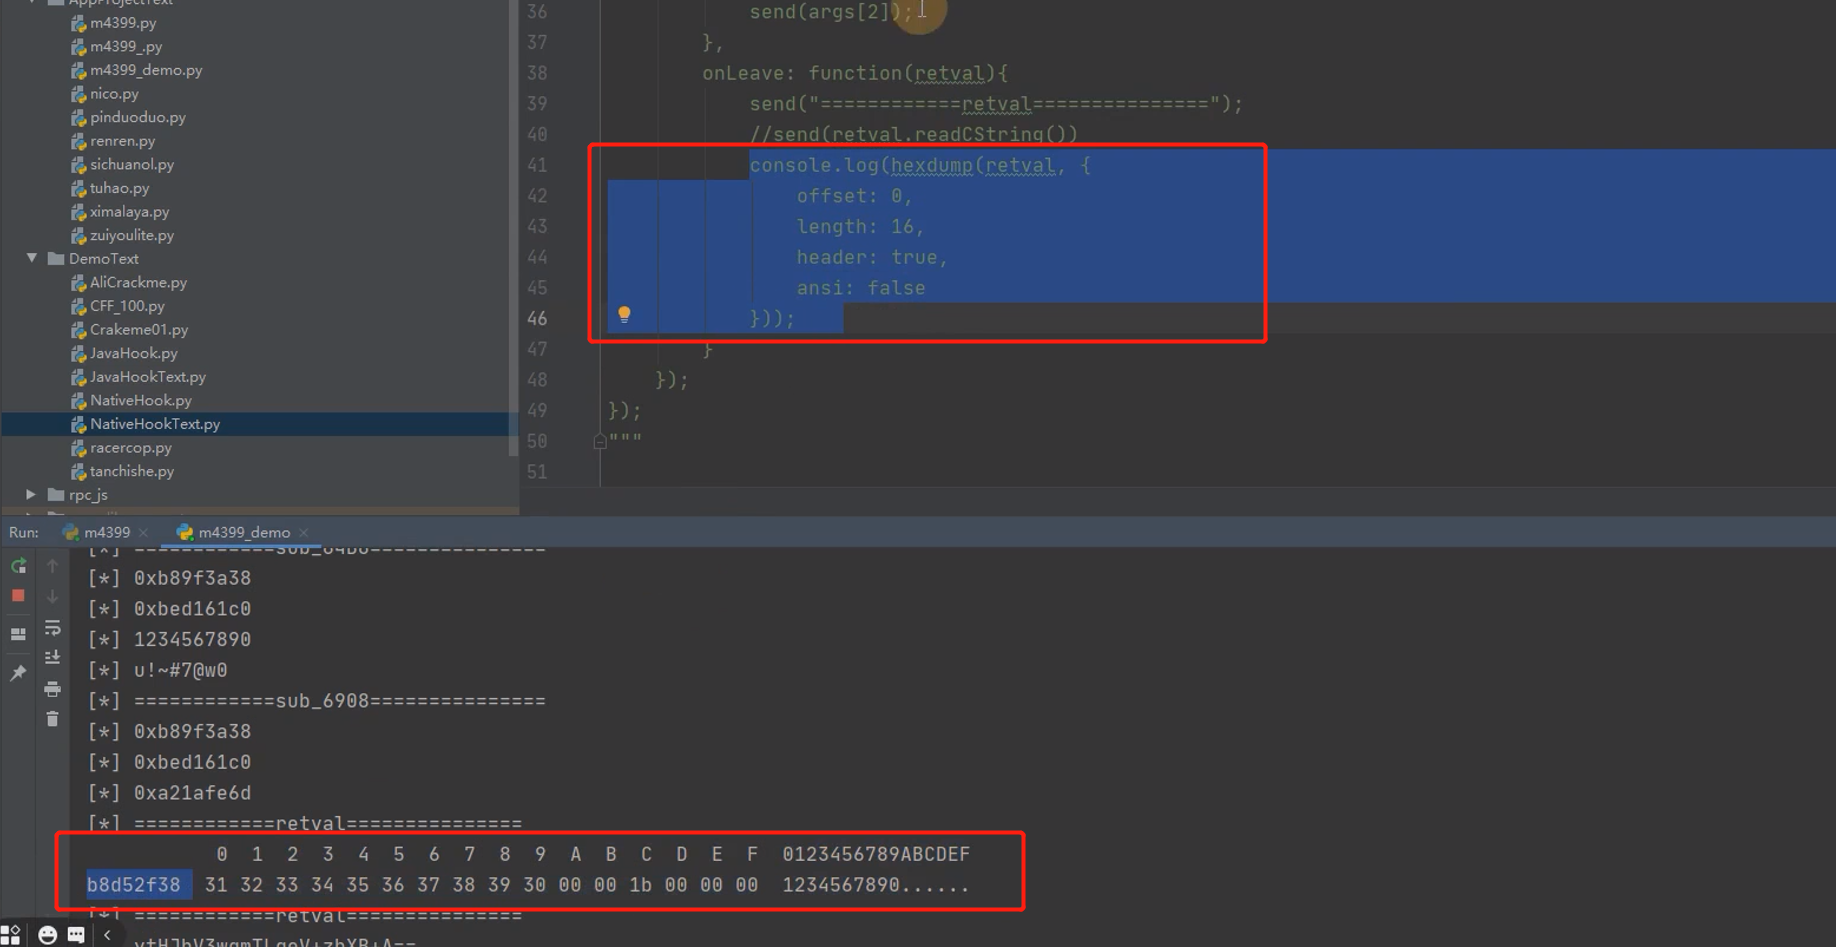 AppProjectText
m4399.py
m4399_.py
m4399_demo.py
nico.py
pinduoduo.py
renren.py
sichuanol.py
tuhao.py
ximalaya.py
zuiyoulite.py
DemoText
AliCrackme.py
CFF_100.py
Crakeme01.py
JavaHook.py
JavaHookText.py
NativeHook.py
NativeHookText.py
racercop.py
tanchishe.py
rpc_js
36 send(args[2]);
37 },
38 onLeave: function(retval){
39 send("============retval===============");
40 //send(retval.readCString())
41 console.log(hexdump(retval, {
42 offset: 0,
43 length: 16,
44 header: true,
45 ansi: false
46 }));
47 }
48 });
49 });
50 """
51
Run: m4399 m4399_demo
[*] 0xb89f3a38
[*] 0xbed161c0
[*] 1234567890
[*] u!~#7@w0
[*] ============sub_6908===============
[*] 0xb89f3a38
[*] 0xbed161c0
[*] 0xa21afe6d
[*] ============retval===============
0 1 2 3 4 5 6 7 8 9 A B C D E F 0123456789ABCDEF
b8d52f38 31 32 33 34 35 36 37 38 39 30 00 00 1b 00 00 00 1234567890......
[*] ============retval===============